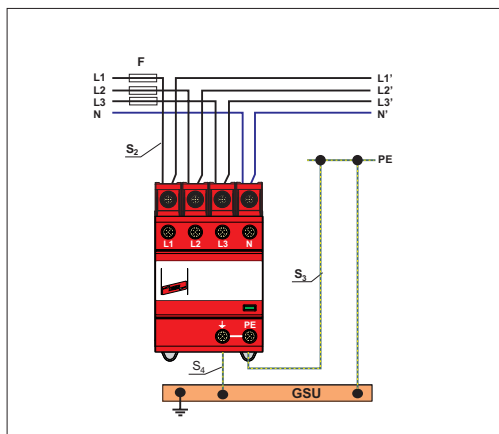 F
L1 L1'
L2 L2'
L3 L3'
N N'
S2
PE
L1 L2 L3 N
S3
⏚ PE
S4
GSU